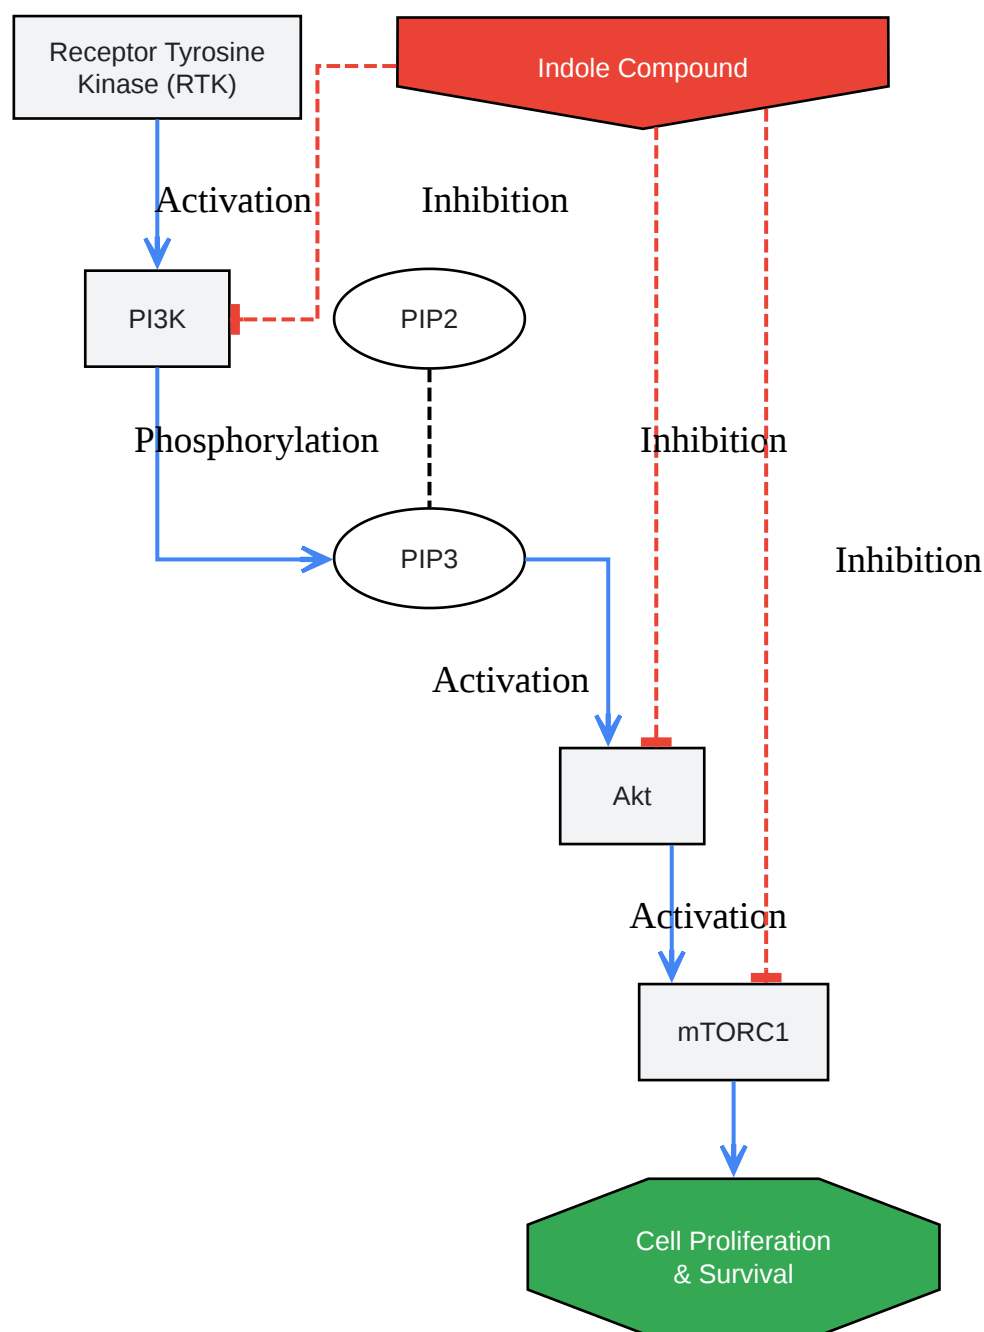 Receptor Tyrosine
Kinase (RTK)
Indole Compound
Activation
Inhibition
PI3K
PIP2
Phosphorylation
Inhibition
PIP3
Inhibition
Activation
Akt
Activation
mTORC1
Cell Proliferation
& Survival